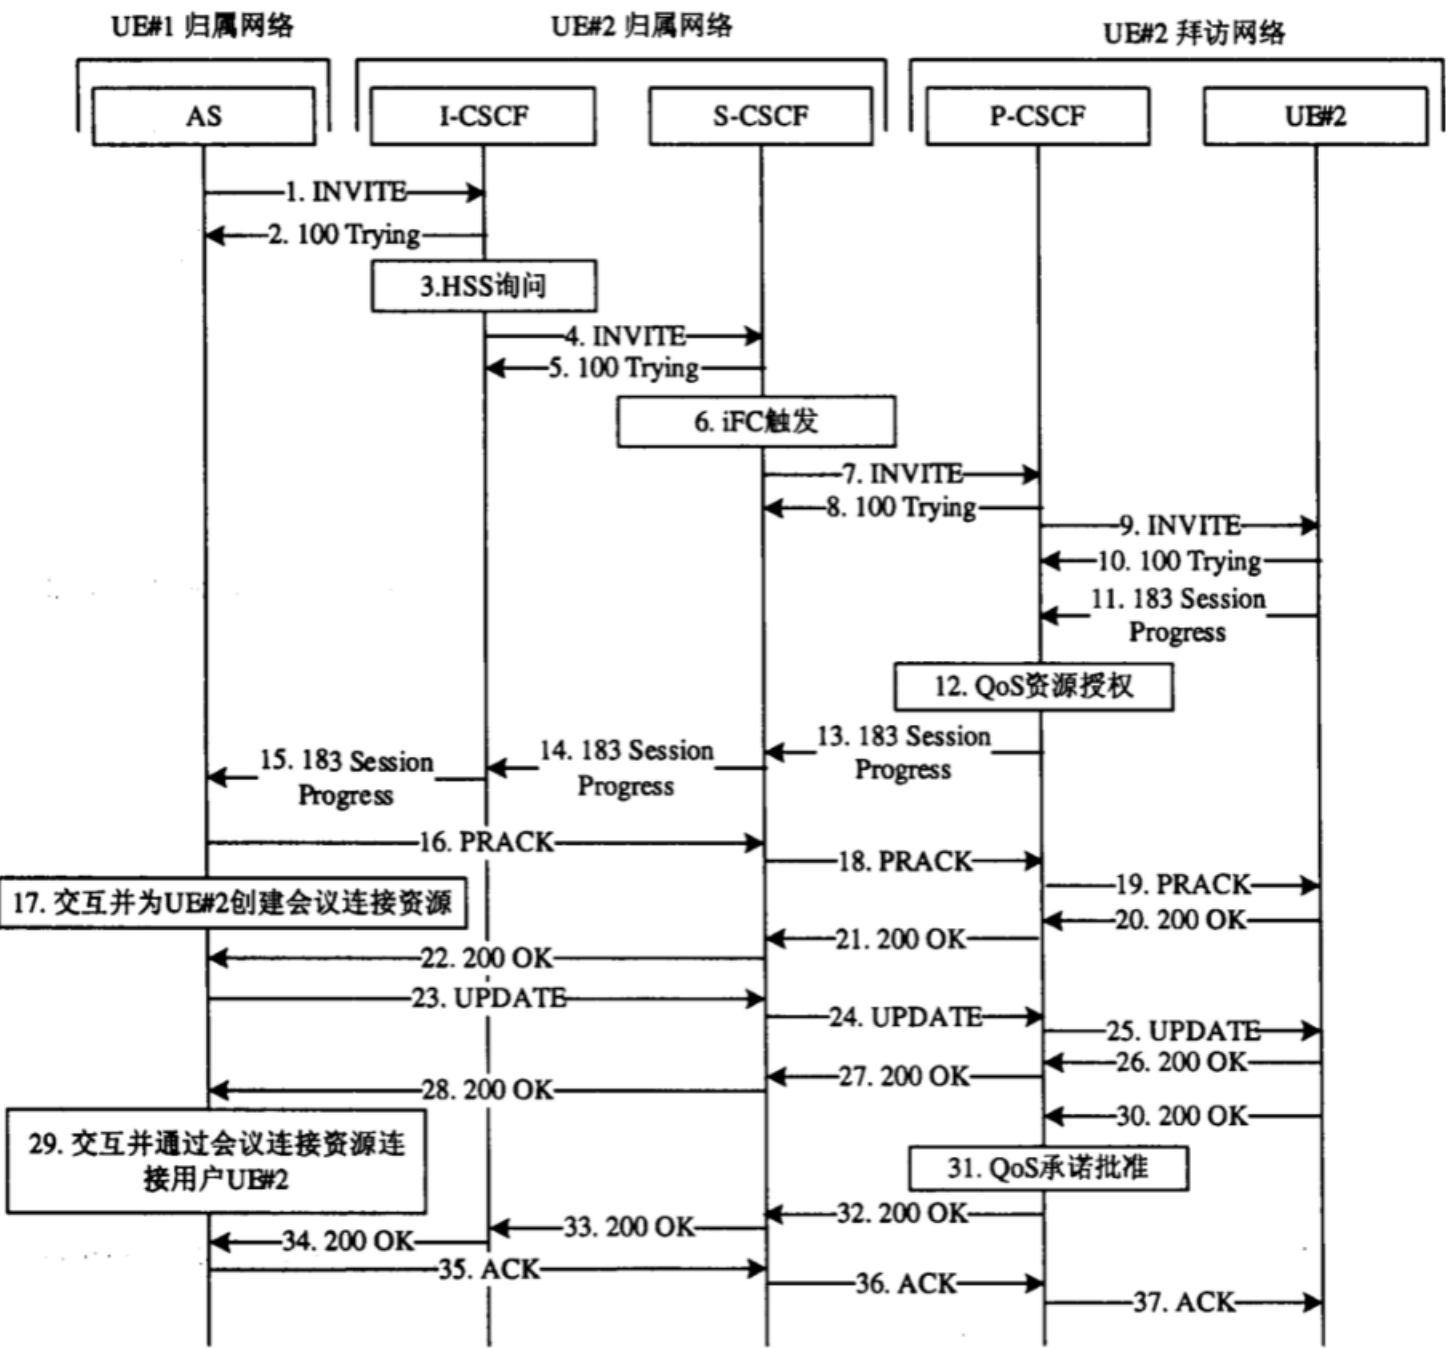 UE#1 归属网络
UE#2 归属网络
UE#2 拜访网络
AS
I-CSCF
S-CSCF
P-CSCF
UE#2
1. INVITE
2. 100 Trying
3.HSS询问
4. INVITE
5. 100 Trying
6. iFC触发
7. INVITE
8. 100 Trying
9. INVITE
10. 100 Trying
11. 183 Session
Progress
12. QoS资源授权
13. 183 Session
Progress
14. 183 Session
Progress
15. 183 Session
Progress
16. PRACK
17. 交互并为UE#2创建会议连接资源
18. PRACK
19. PRACK
20. 200 OK
21. 200 OK
22. 200 OK
23. UPDATE
24. UPDATE
25. UPDATE
26. 200 OK
27. 200 OK
28. 200 OK
29. 交互并通过会议连接资源连
接用户UE#2
30. 200 OK
31. QoS承诺批准
32. 200 OK
33. 200 OK
34. 200 OK
35. ACK
36. ACK
37. ACK